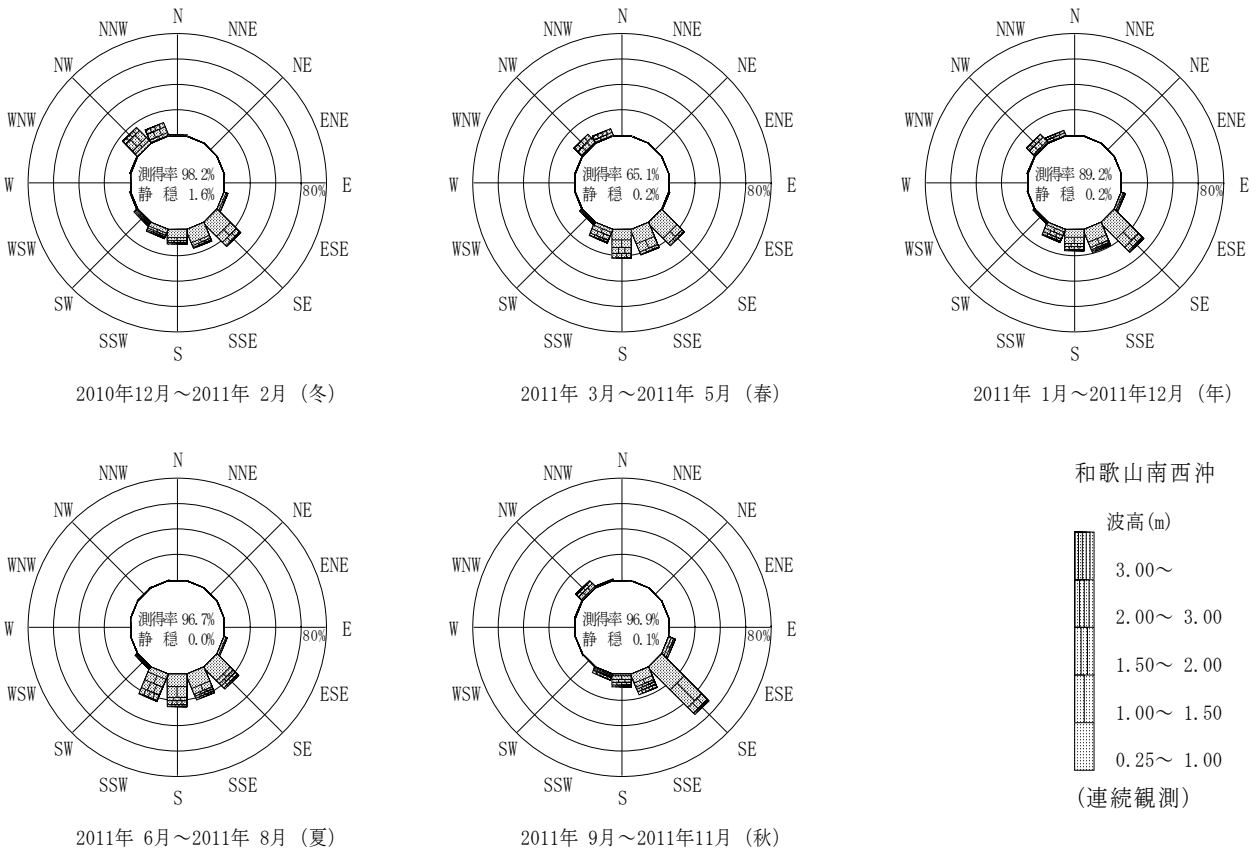 N
NNW NNE
NW NE
WNW ENE
W 80% E
測得率 98.2%
静 穏 1.6%
WSW ESE
SW SE
SSW SSE
S
2010年12月～2011年 2月 (冬)
N
NNW NNE
NW NE
WNW ENE
W 80% E
測得率 65.1%
静 穏 0.2%
WSW ESE
SW SE
SSW SSE
S
2011年 3月～2011年 5月 (春)
N
NNW NNE
NW NE
WNW ENE
W 80% E
測得率 89.2%
静 穏 0.2%
WSW ESE
SW SE
SSW SSE
S
2011年 1月～2011年12月 (年)
N
NNW NNE
NW NE
WNW ENE
W 80% E
測得率 96.7%
静 穏 0.0%
WSW ESE
SW SE
SSW SSE
S
2011年 6月～2011年 8月 (夏)
N
NNW NNE
NW NE
WNW ENE
W 80% E
測得率 96.9%
静 穏 0.1%
WSW ESE
SW SE
SSW SSE
S
2011年 9月～2011年11月 (秋)
和歌山南西沖
波高(m)
3.00～
2.00～ 3.00
1.50～ 2.00
1.00～ 1.50
0.25～ 1.00
(連続観測)